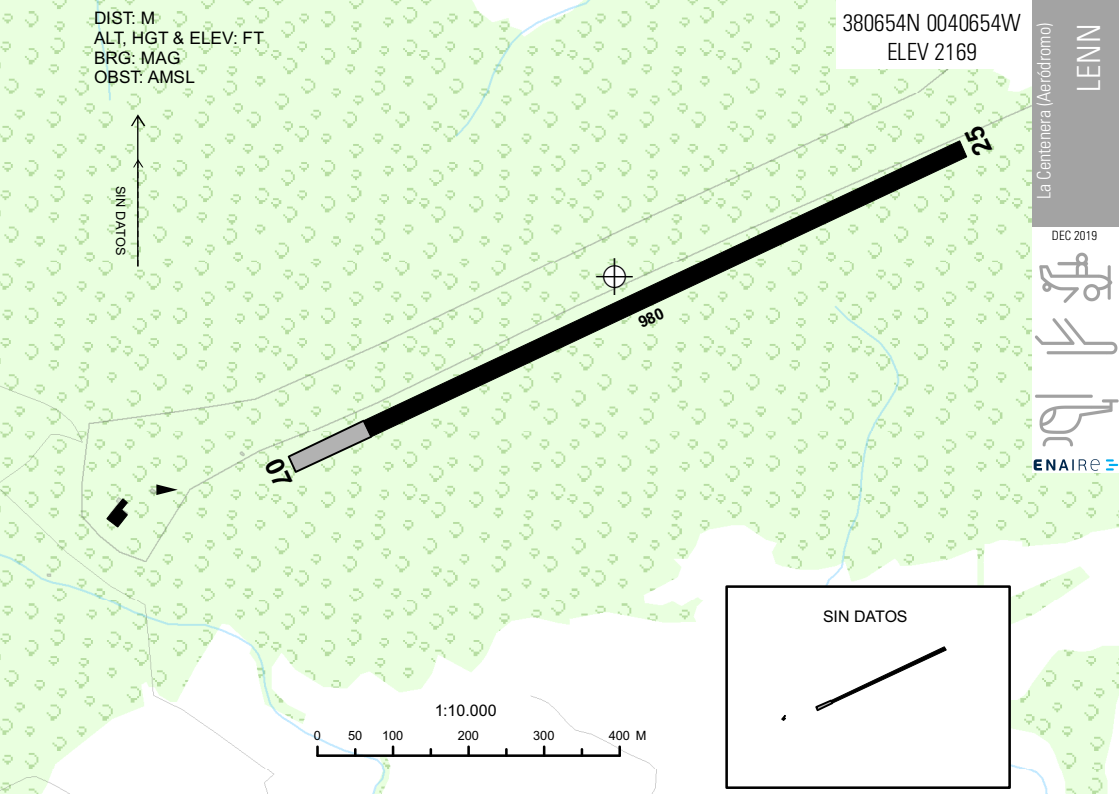 DIST: M
ALT, HGT & ELEV: FT
BRG: MAG
OBST: AMSL
380654N 0040654W
ELEV 2169
La Centenera (Aeródromo)
LENN
DEC 2019
SIN DATOS
25
980
07
ENAIRE
SIN DATOS
1:10.000
0 50 100 200 300 400 M